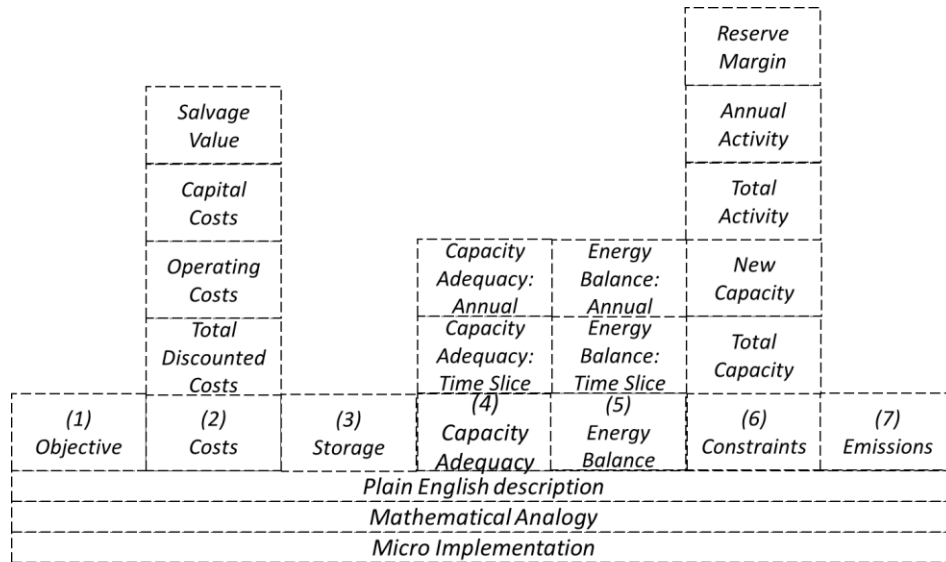 Reserve
Margin
Salvage
Value
Annual
Activity
Capital
Costs
Total
Activity
Operating
Costs
Capacity
Adequacy:
Annual
Energy
Balance:
Annual
New
Capacity
Total
Discounted
Costs
Capacity
Adequacy:
Time Slice
Energy
Balance:
Time Slice
Total
Capacity
(1)
Objective
(2)
Costs
(3)
Storage
(4)
Capacity
Adequacy
(5)
Energy
Balance
(6)
Constraints
(7)
Emissions
Plain English description
Mathematical Analogy
Micro Implementation